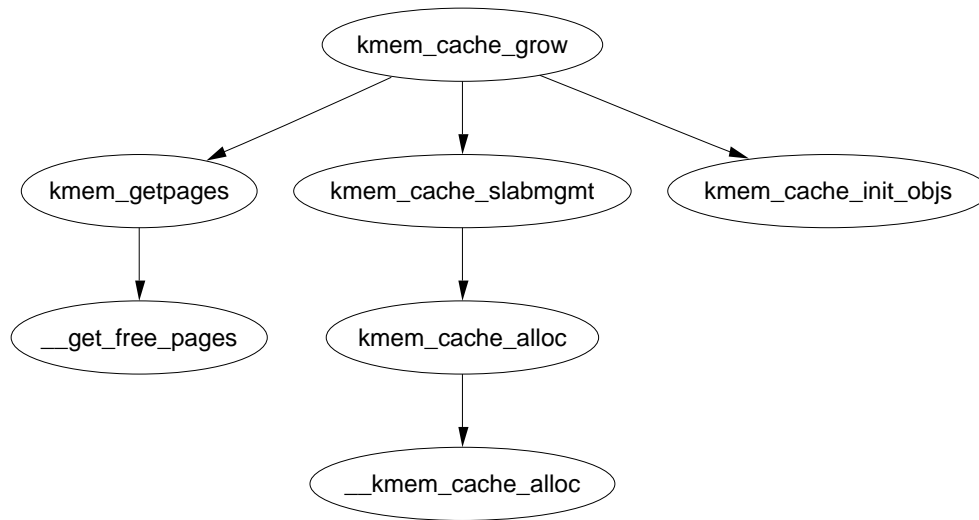 kmem_cache_grow
kmem_getpages
kmem_cache_slabmgmt
kmem_cache_init_objs
__get_free_pages
kmem_cache_alloc
__kmem_cache_alloc